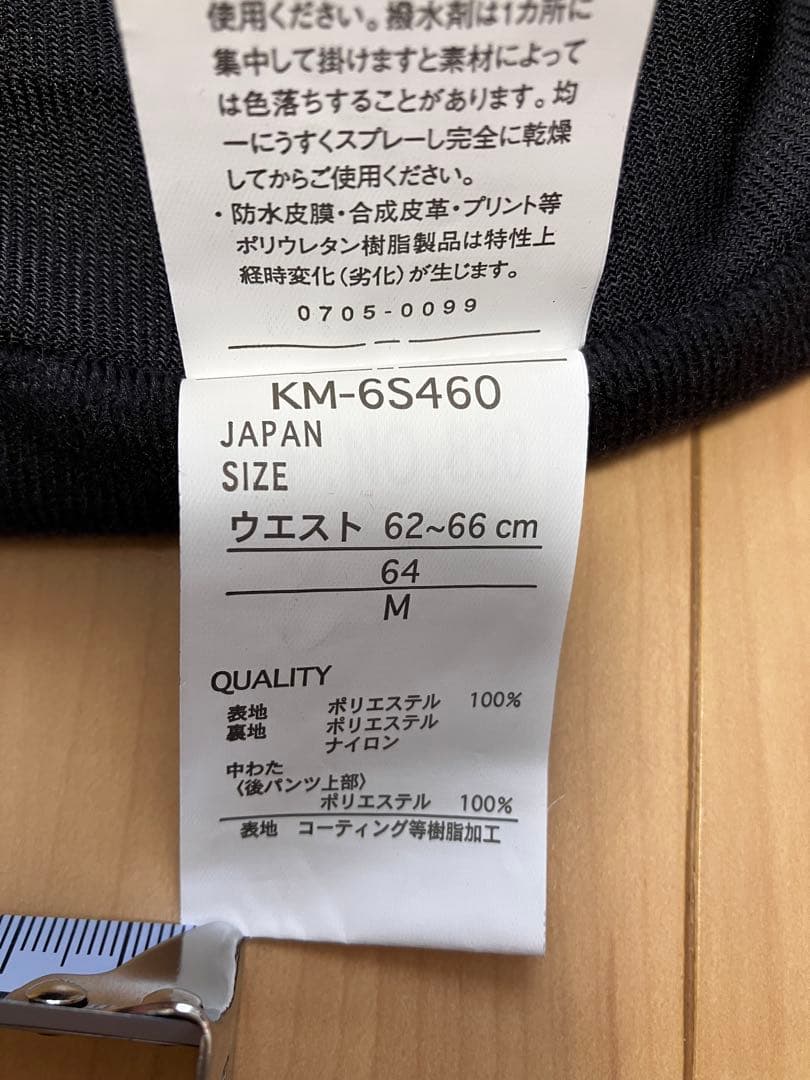 使用ください。撥水剤は1カ所に
集中して掛けますと素材によって
は色落ちすることがあります。均
一にうすくスプレーし完全に乾燥
してからご使用ください。
・防水皮膜・合成皮革・プリント等
ポリウレタン樹脂製品は特性上
経時変化(劣化)が生じます。
0705-0099
KM-6S460
JAPAN
SIZE
ウエスト 62~66 cm
64
M
QUALITY
表地 ポリエステル 100%
裏地 ポリエステル
ナイロン
中わた
〈後パンツ上部〉
ポリエステル 100%
表地 コーティング等樹脂加工